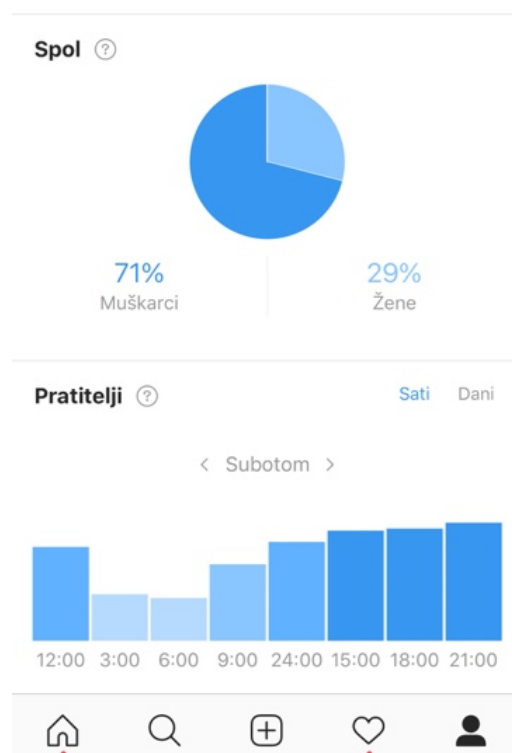 Spol ?
71% 29%
Muškarci Žene
Pratitelji ? Sati Dani
< Subotom >
12:00 3:00 6:00 9:00 24:00 15:00 18:00 21:00